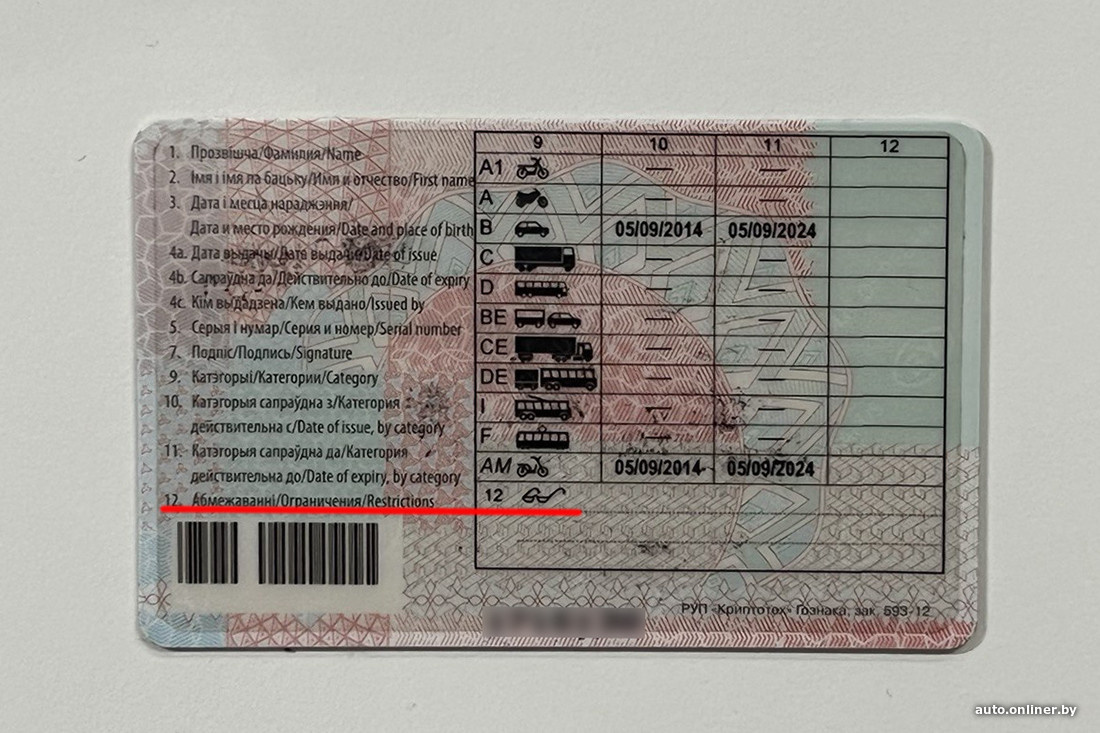 1. Прозвішча/Фамилия/Name
2. Імя і імя па бацьку/Имя и отчество/First name
3. Дата і месца нараджэння/
Дата и место рождения/Date and place of birth
4a. Дата выдачы/Дата выдачи/Date of issue
4b. Сапраўдна да/Действительно до/Date of expiry
4c. Кім выдадзена/Кем выдано/Issued by
5. Серыя і нумар/Серия и номер/Serial number
7. Подпіс/Подпись/Signature
9. Катэгорыі/Категории/Category
10. Катэгорыя сапраўдна з/Категория
действительна с/Date of issue, by category
11. Катэгорыя сапраўдна да/Категория
действительна до/Date of expiry, by category
12. Абмежаванні/Ограничения/Restrictions
9 10 11 12
A1 — —
A — —
B 05/09/2014 05/09/2024
C — —
D — —
BE — —
CE — —
DE — —
I — —
F — —
AM 05/09/2014 05/09/2024
12
РУП «Криптотех» Гознака, зак. 593-12
auto.onliner.by